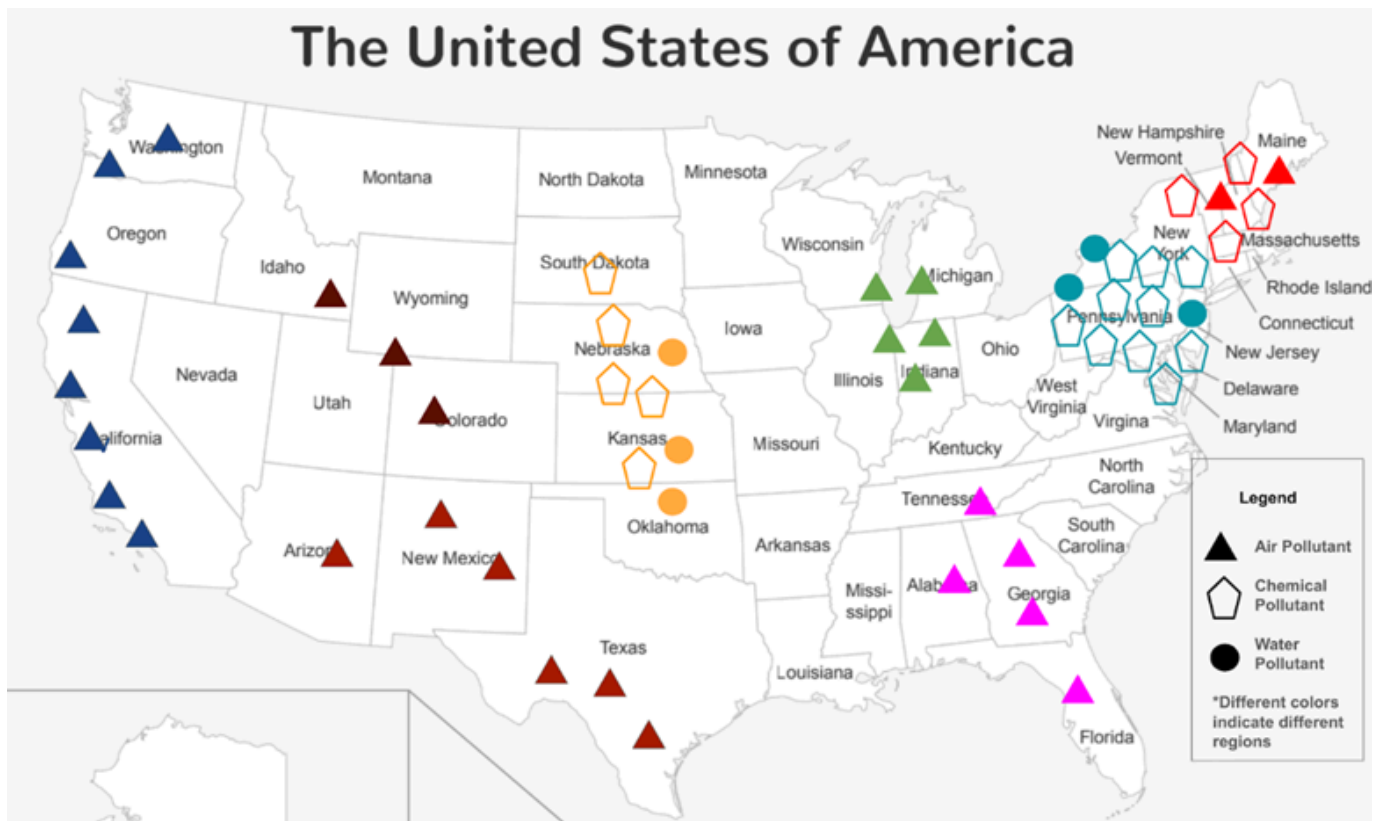 The United States of America
New Hampshire
Maine
Vermont
Washington
Montana
North Dakota
Minnesota
Oregon
Idaho
South Dakota
Wisconsin
Michigan
New
York
Massachusetts
Rhode Island
Wyoming
Connecticut
Nebraska
Iowa
Pennsylvania
New Jersey
Nevada
Utah
Colorado
Illinois
Indiana
Ohio
West
Virginia
Delaware
Maryland
California
Kansas
Missouri
Kentucky
Virgina
North
Carolina
Tennesse
Arizon
New Mexico
Oklahoma
Arkansas
South
Carolina
Missi-
ssippi
Alabama
Georgia
Texas
Louisiana
Florida
Legend
Air Pollutant
Chemical
Pollutant
Water
Pollutant
*Different colors
indicate different
regions